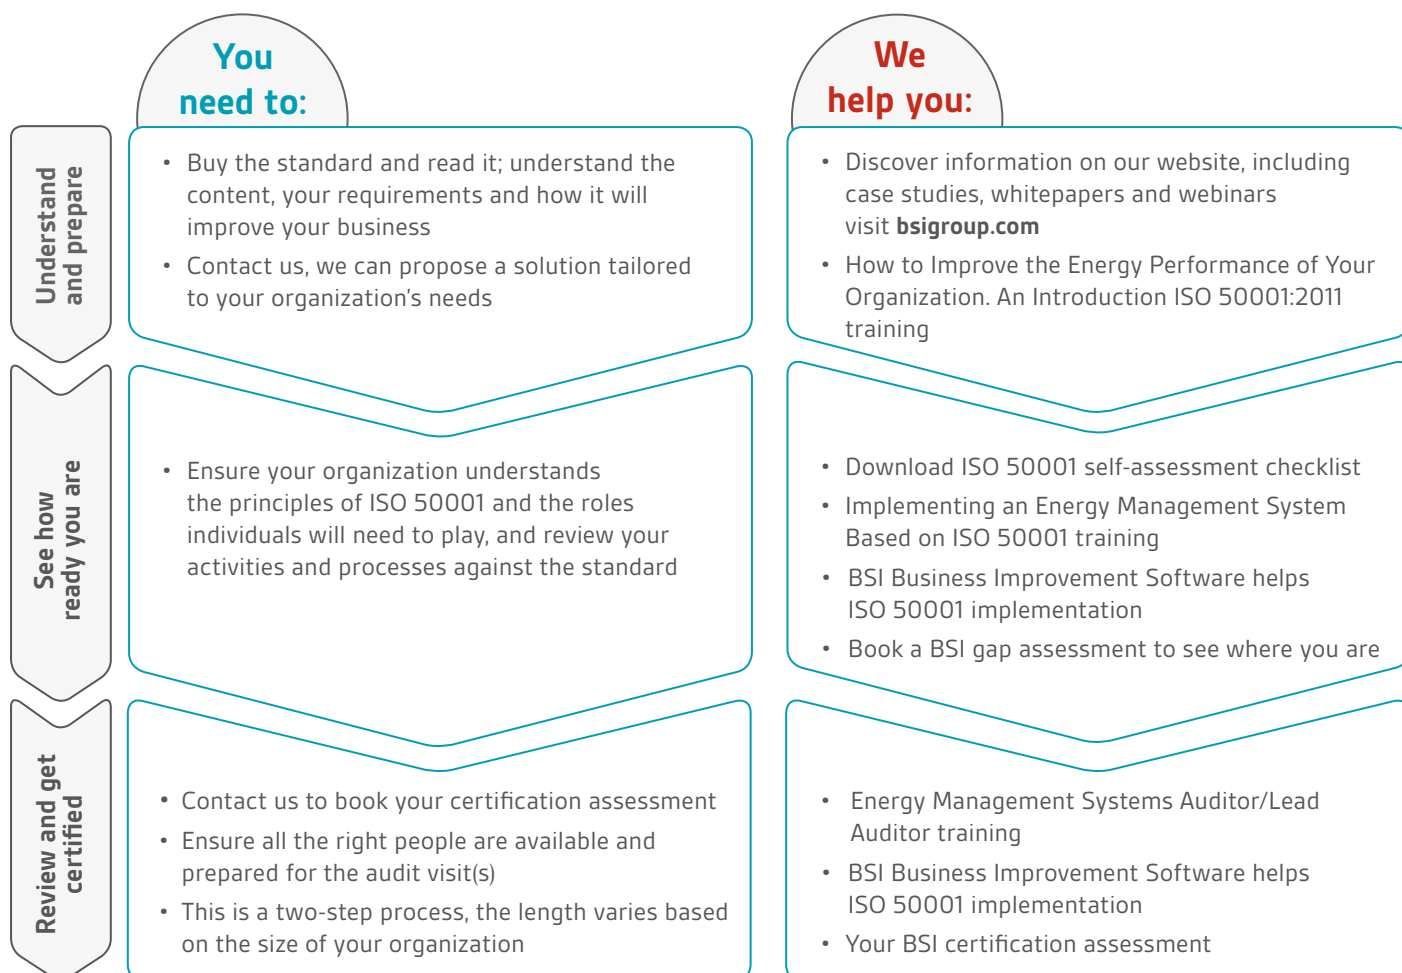 You
need to:
We
help you:
Understand
and prepare
• Buy the standard and read it; understand the
content, your requirements and how it will
improve your business
• Contact us, we can propose a solution tailored
to your organization's needs
• Discover information on our website, including
case studies, whitepapers and webinars
visit bsigroup.com
• How to Improve the Energy Performance of Your
Organization. An Introduction ISO 50001:2011
training
See how
ready you are
• Ensure your organization understands
the principles of ISO 50001 and the roles
individuals will need to play, and review your
activities and processes against the standard
• Download ISO 50001 self-assessment checklist
• Implementing an Energy Management System
Based on ISO 50001 training
• BSI Business Improvement Software helps
ISO 50001 implementation
• Book a BSI gap assessment to see where you are
Review and get
certified
• Contact us to book your certification assessment
• Ensure all the right people are available and
prepared for the audit visit(s)
• This is a two-step process, the length varies based
on the size of your organization
• Energy Management Systems Auditor/Lead
Auditor training
• BSI Business Improvement Software helps
ISO 50001 implementation
• Your BSI certification assessment